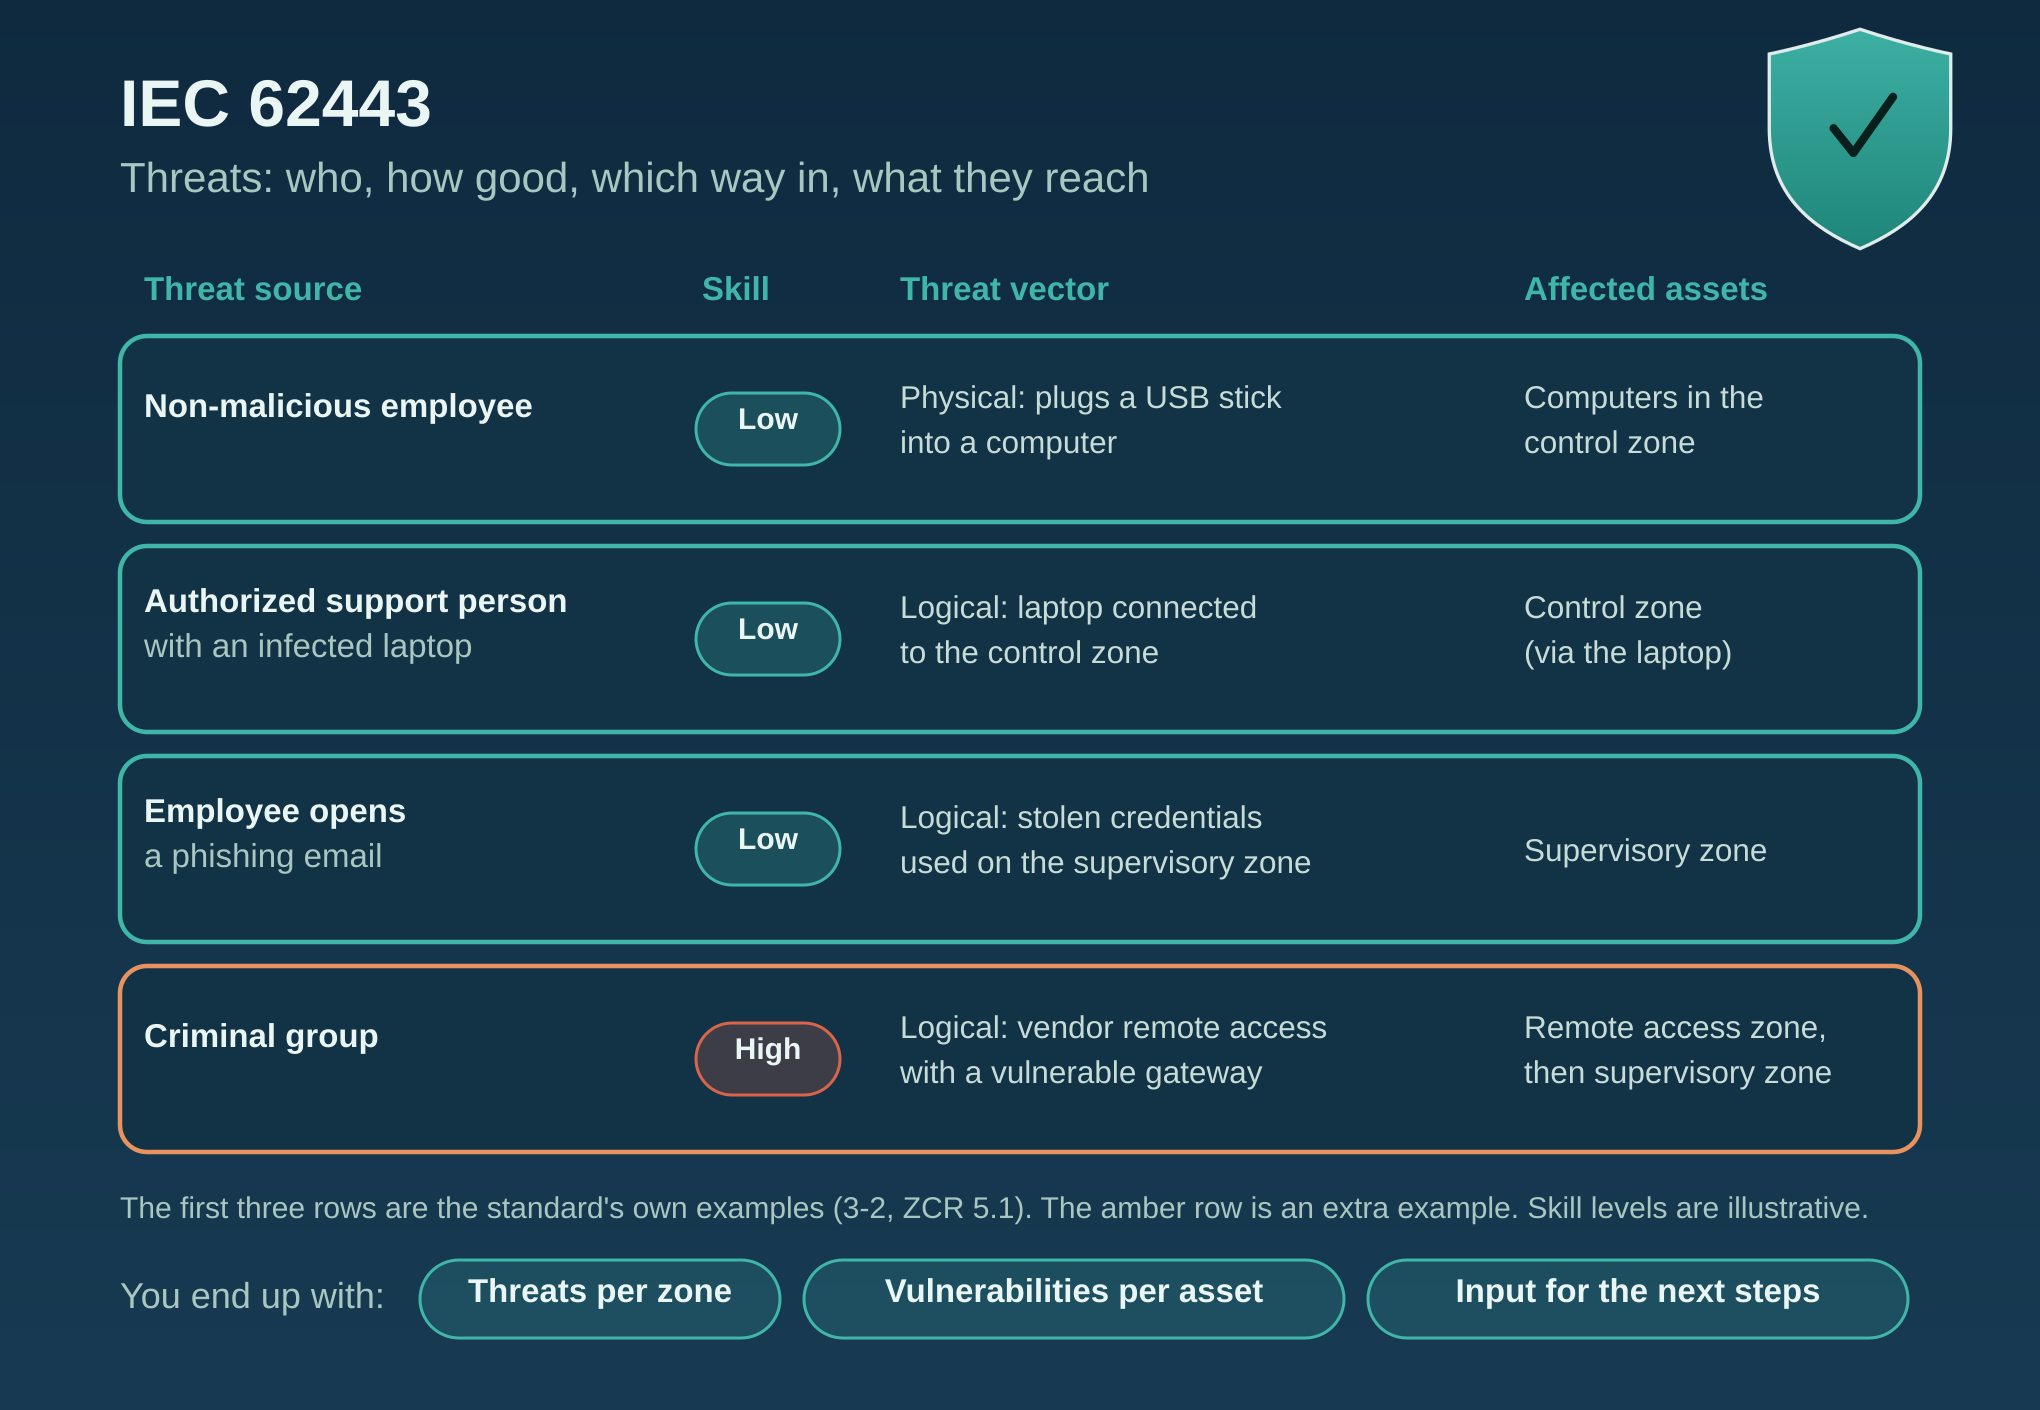 IEC 62443
Threats: who, how good, which way in, what they reach
Threat source Skill Threat vector Affected assets
Non-malicious employee
Low
Physical: plugs a USB stick
into a computer
Computers in the
control zone
Authorized support person
with an infected laptop
Low
Logical: laptop connected
to the control zone
Control zone
(via the laptop)
Employee opens
a phishing email
Low
Logical: stolen credentials
used on the supervisory zone
Supervisory zone
Criminal group
High
Logical: vendor remote access
with a vulnerable gateway
Remote access zone,
then supervisory zone
The first three rows are the standard's own examples (3-2, ZCR 5.1). The amber row is an extra example. Skill levels are illustrative.
You end up with: Threats per zone Vulnerabilities per asset Input for the next steps